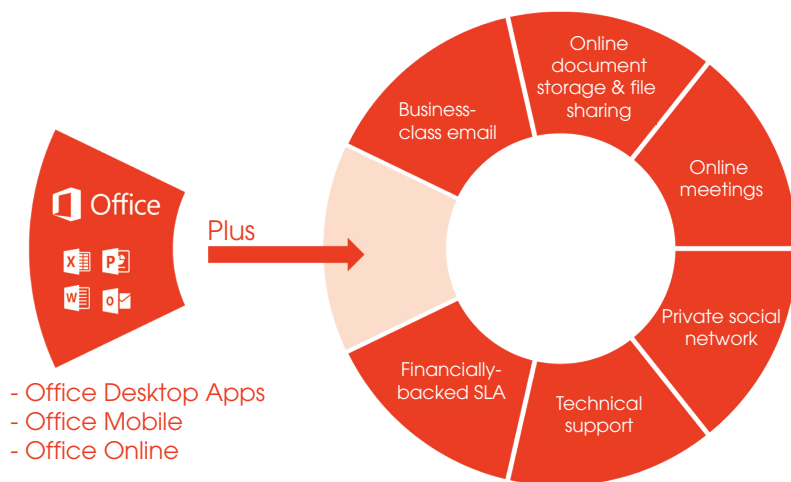 Office
X
P
W
O
- Office Desktop Apps
- Office Mobile
- Office Online
Plus
Business-
class email
Online
document
storage & file
sharing
Online
meetings
Private social
network
Technical
support
Financially-
backed SLA